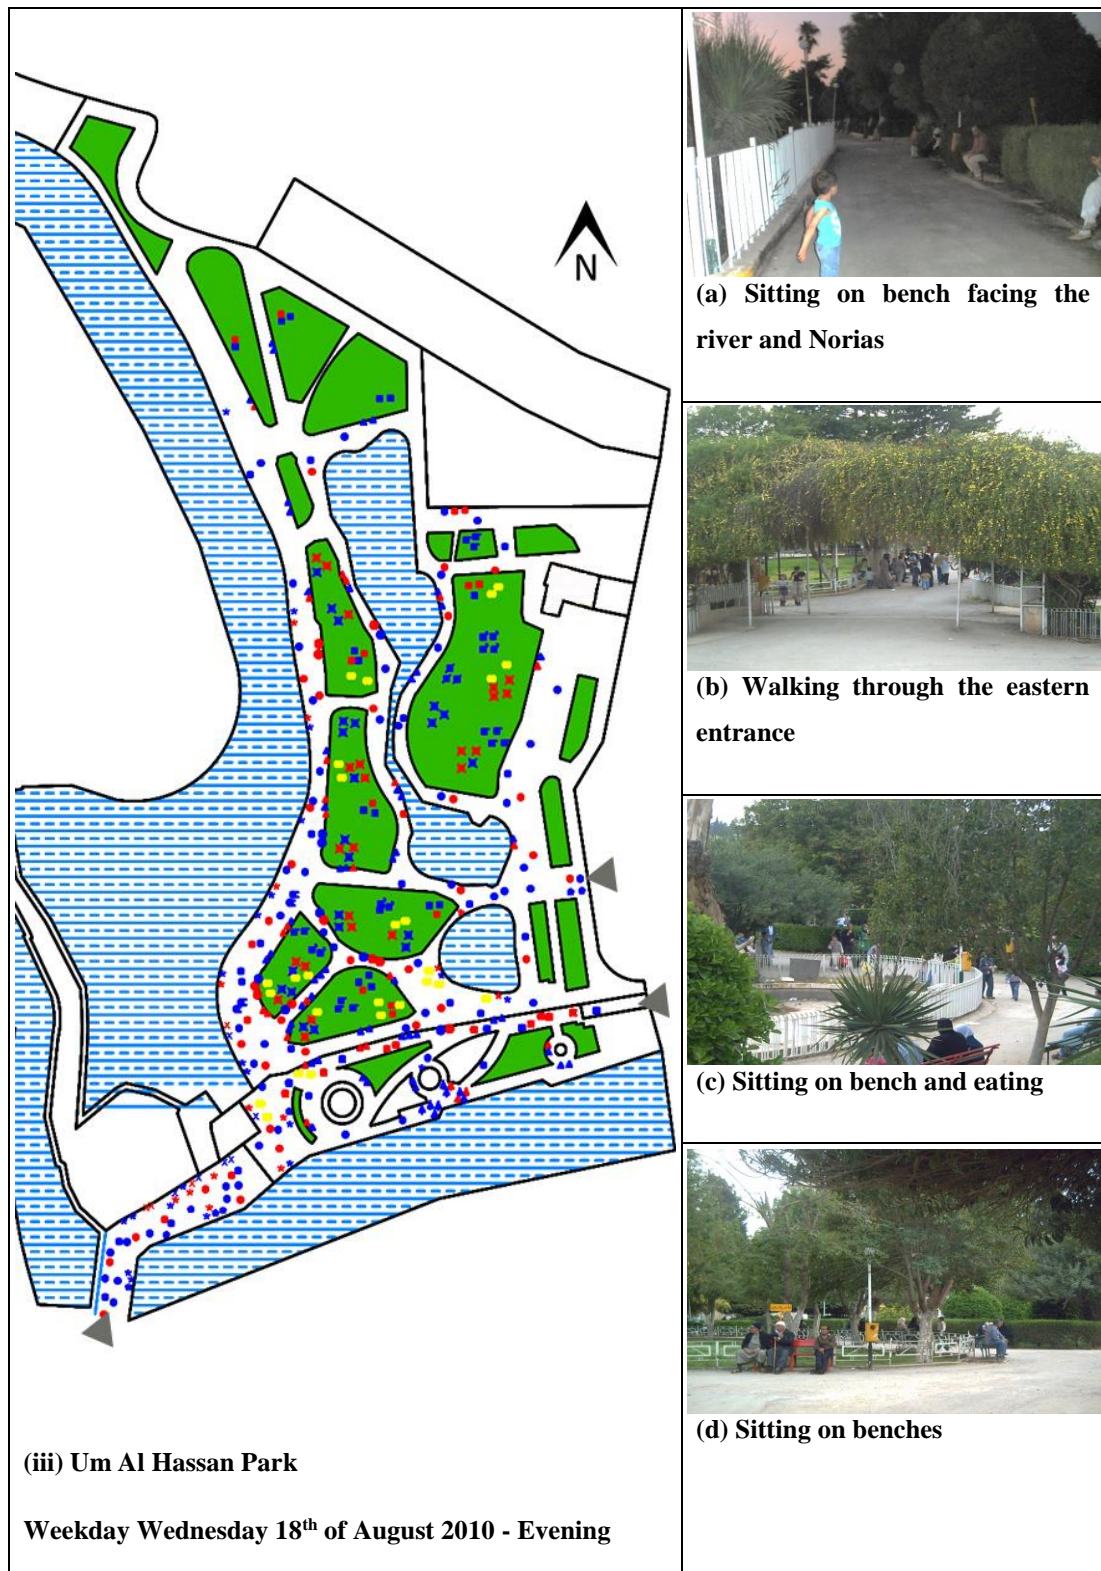 N
(a) Sitting on bench facing the
river and Norias
(b) Walking through the eastern
entrance
(c) Sitting on bench and eating
(d) Sitting on benches
(iii) Um Al Hassan Park
Weekday Wednesday 18th of August 2010 - Evening